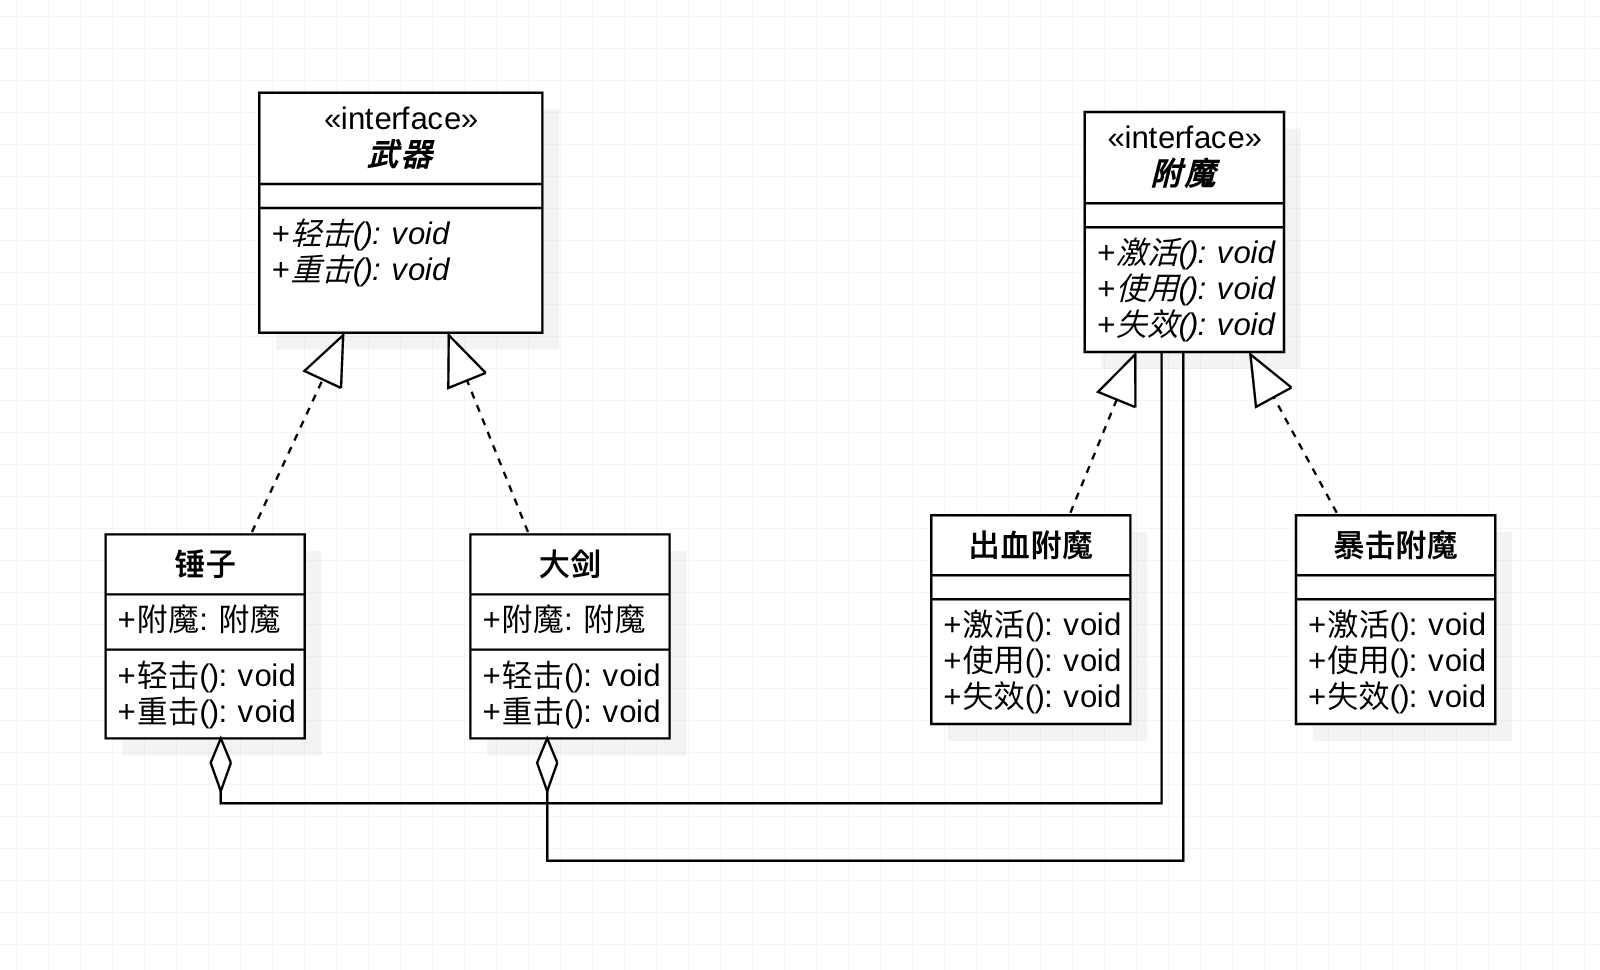 «interface»
武器
+轻击(): void
+重击(): void
«interface»
附魔
+激活(): void
+使用(): void
+失效(): void
锤子
+附魔: 附魔
+轻击(): void
+重击(): void
大剑
+附魔: 附魔
+轻击(): void
+重击(): void
出血附魔
+激活(): void
+使用(): void
+失效(): void
暴击附魔
+激活(): void
+使用(): void
+失效(): void